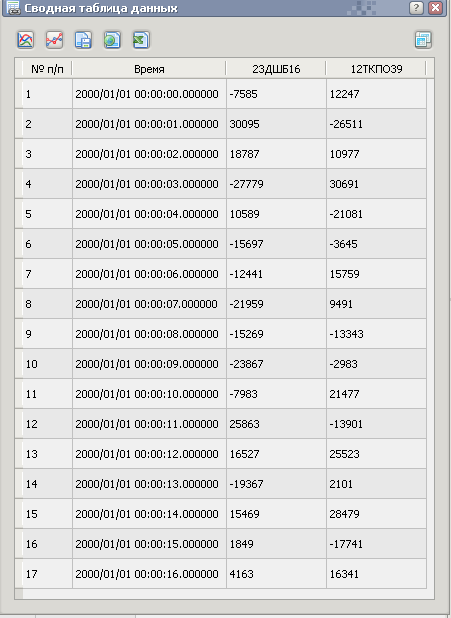 Сводная таблица данных
№ п/п Время 23ДШБ16 12ТКПО39
1 2000/01/01 00:00:00.000000 -7585 12247
2 2000/01/01 00:00:01.000000 30095 -26511
3 2000/01/01 00:00:02.000000 18787 10977
4 2000/01/01 00:00:03.000000 -27779 30691
5 2000/01/01 00:00:04.000000 10589 -21081
6 2000/01/01 00:00:05.000000 -15697 -3645
7 2000/01/01 00:00:06.000000 -12441 15759
8 2000/01/01 00:00:07.000000 -21959 9491
9 2000/01/01 00:00:08.000000 -15269 -13343
10 2000/01/01 00:00:09.000000 -23867 -2983
11 2000/01/01 00:00:10.000000 -7983 21477
12 2000/01/01 00:00:11.000000 25863 -13901
13 2000/01/01 00:00:12.000000 16527 25523
14 2000/01/01 00:00:13.000000 -19367 2101
15 2000/01/01 00:00:14.000000 15469 28479
16 2000/01/01 00:00:15.000000 1849 -17741
17 2000/01/01 00:00:16.000000 4163 16341